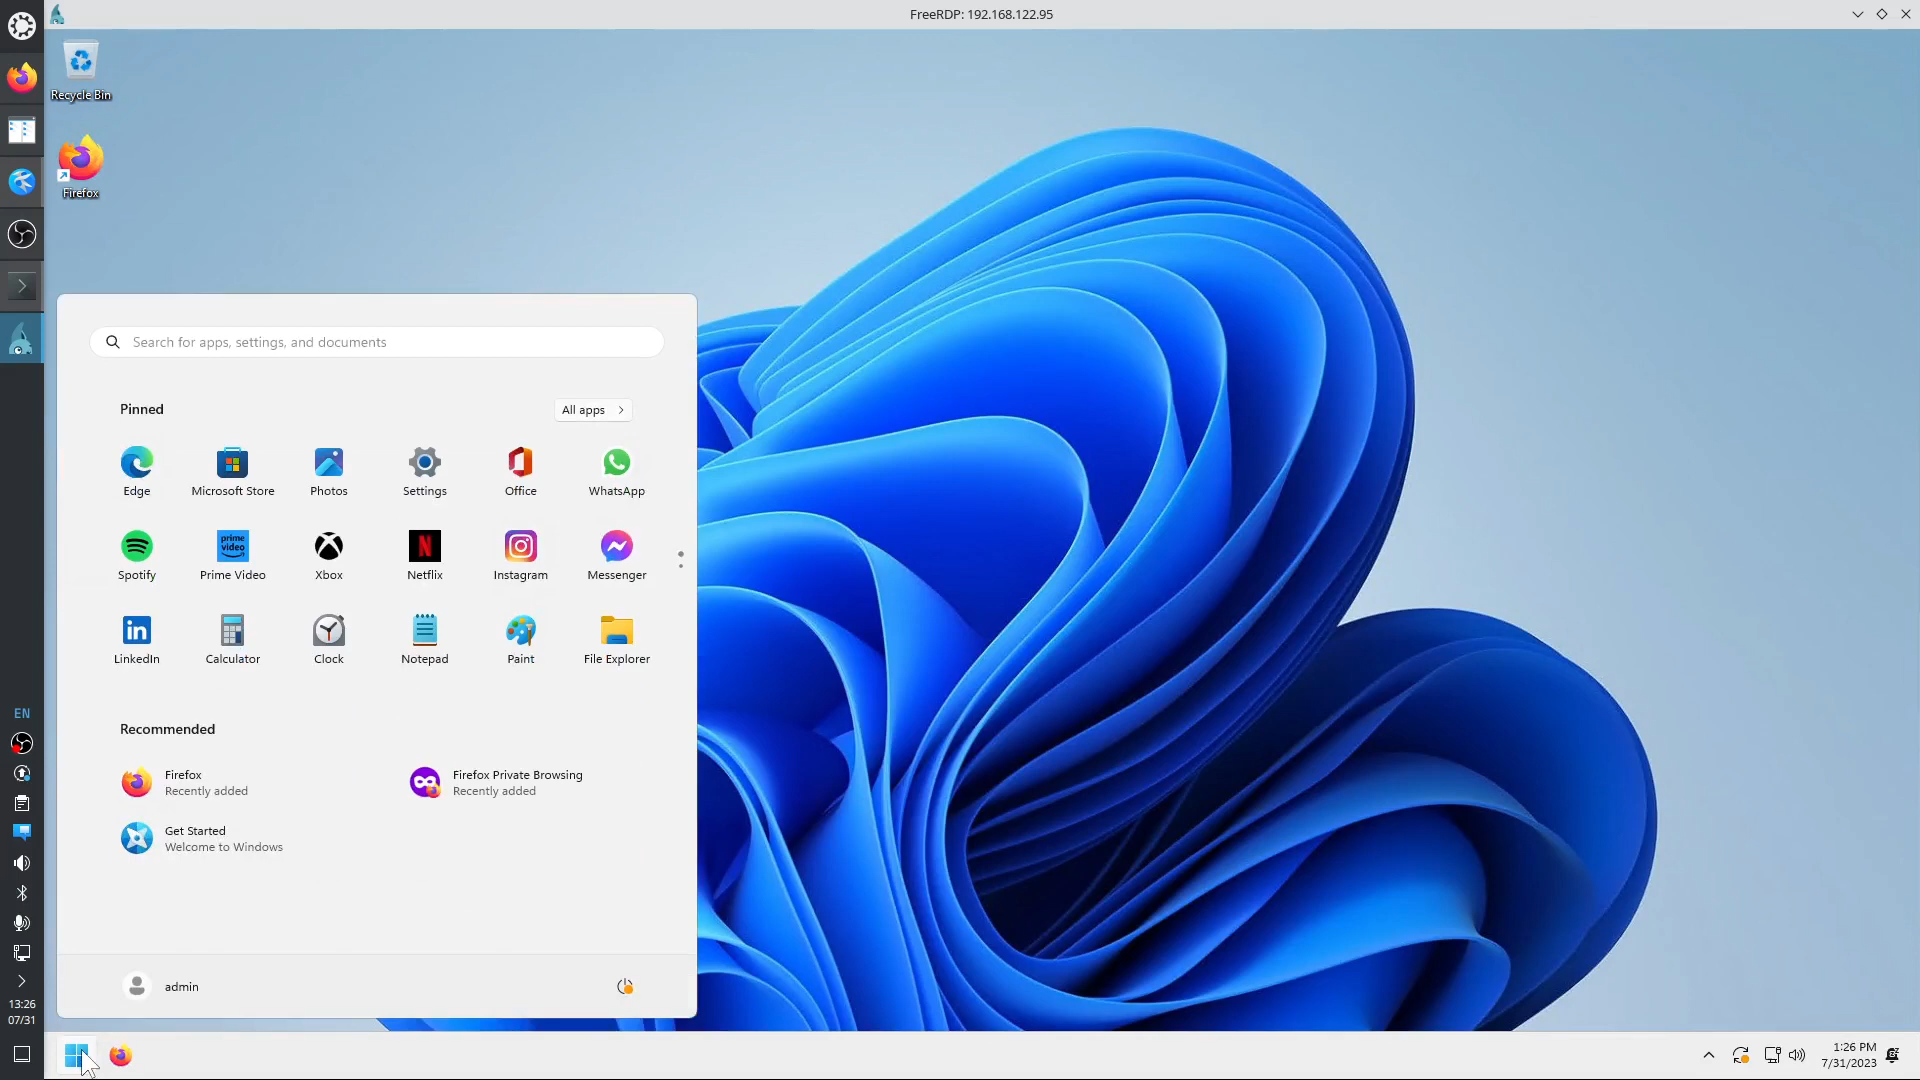 FreeRDP: 192.168.122.95
Recycle Bin
Firefox
Search for apps, settings, and documents
Pinned
All apps
Edge
Microsoft Store
Photos
Settings
Office
WhatsApp
Spotify
prime video
Prime Video
Xbox
Netflix
Instagram
Messenger
LinkedIn
Calculator
Clock
Notepad
Paint
File Explorer
Recommended
Firefox
Recently added
Firefox Private Browsing
Recently added
Get Started
Welcome to Windows
admin
EN
13:26
07/31
1:26 PM
7/31/2023